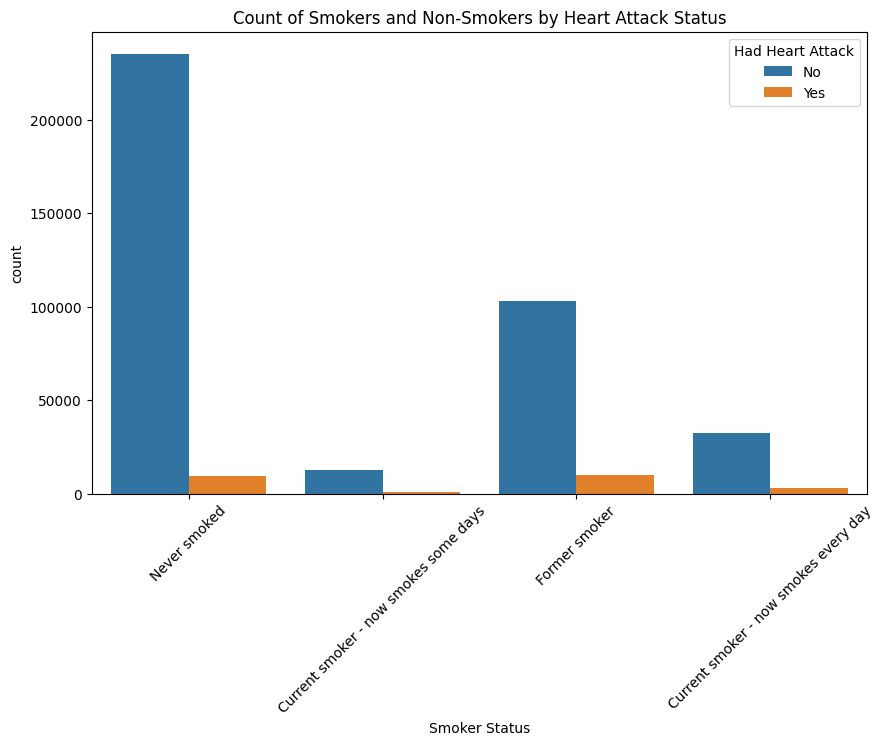 Count of Smokers and Non-Smokers by Heart Attack Status
Had Heart Attack
No
Yes
200000
150000
100000
50000
0
count
Never smoked
Current smoker - now smokes some days
Former smoker
Current smoker - now smokes every day
Smoker Status